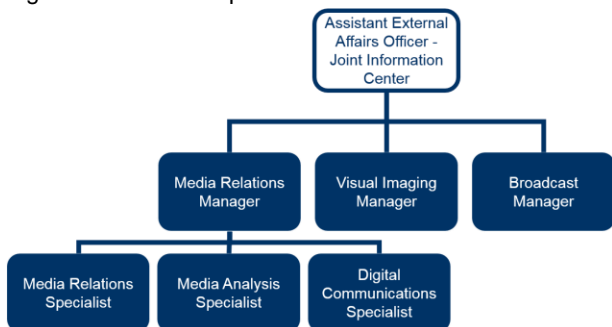 Assistant External
Affairs Officer -
Joint Information
Center
Media Relations
Manager
Visual Imaging
Manager
Broadcast
Manager
Media Relations
Specialist
Media Analysis
Specialist
Digital
Communications
Specialist